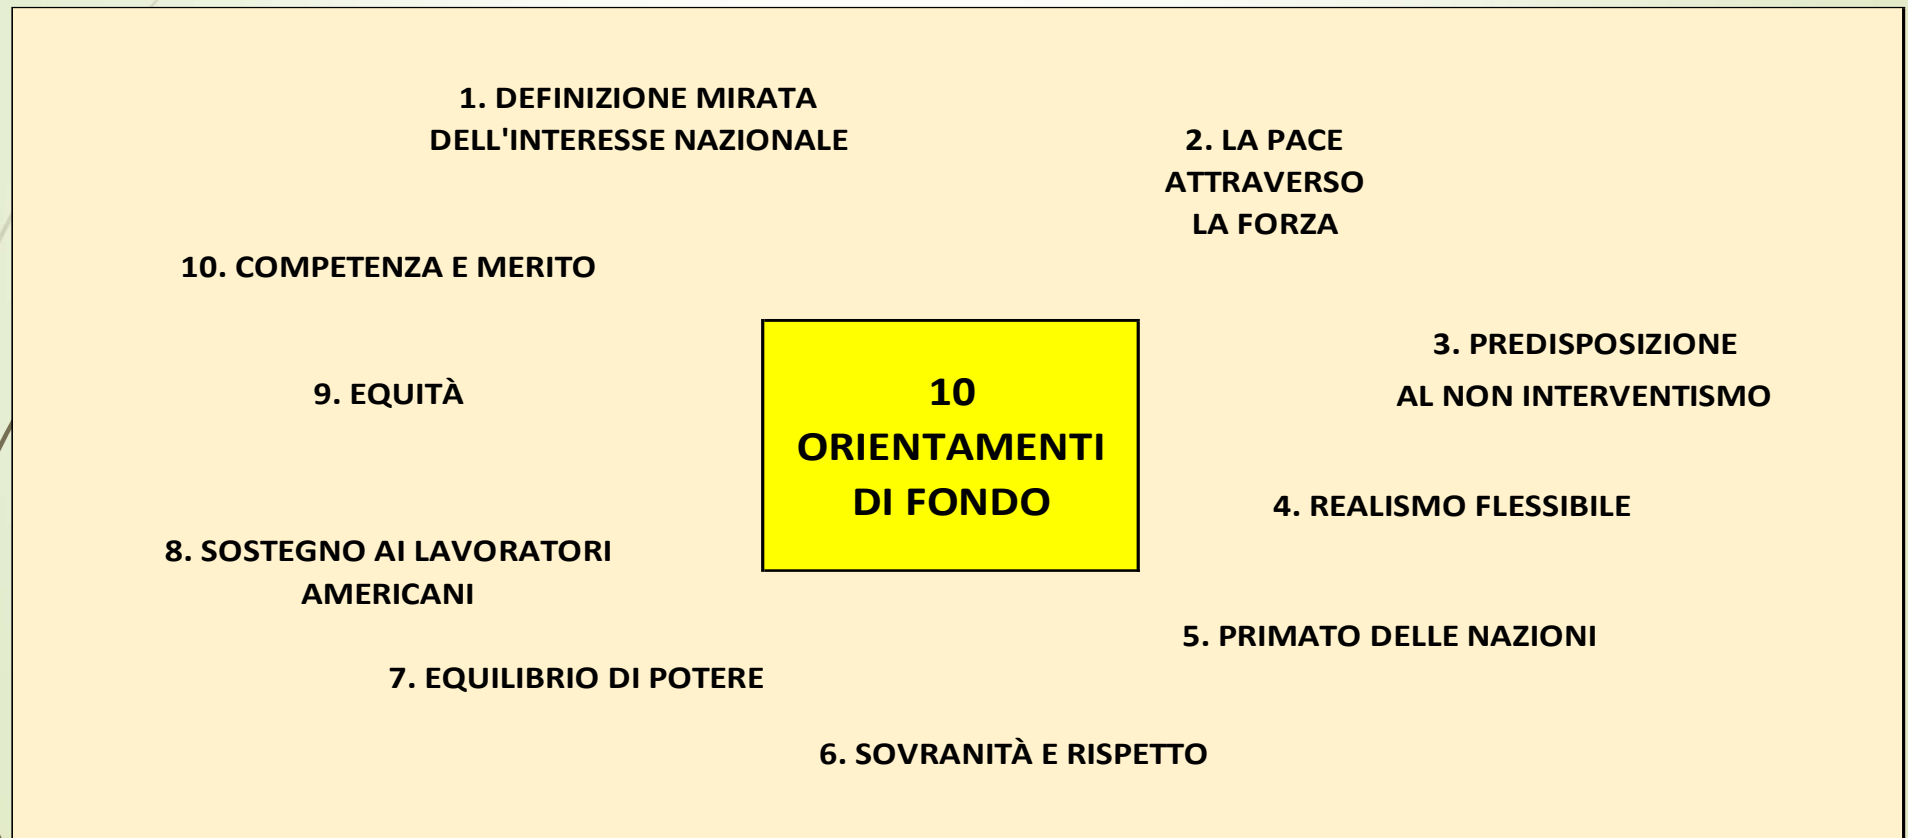 1. DEFINIZIONE MIRATA
DELL'INTERESSE NAZIONALE
2. LA PACE
ATTRAVERSO
LA FORZA
10. COMPETENZA E MERITO
3. PREDISPOSIZIONE
AL NON INTERVENTISMO
9. EQUITÀ
10
ORIENTAMENTI
DI FONDO
4. REALISMO FLESSIBILE
8. SOSTEGNO AI LAVORATORI
AMERICANI
5. PRIMATO DELLE NAZIONI
7. EQUILIBRIO DI POTERE
6. SOVRANITÀ E RISPETTO